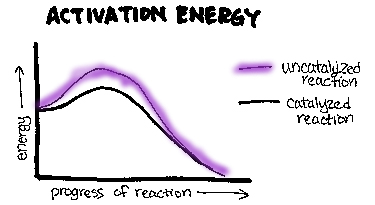 ACTIVATION ENERGY
uncatalyzed
reaction
catalyzed
reaction
energy
progress of reaction